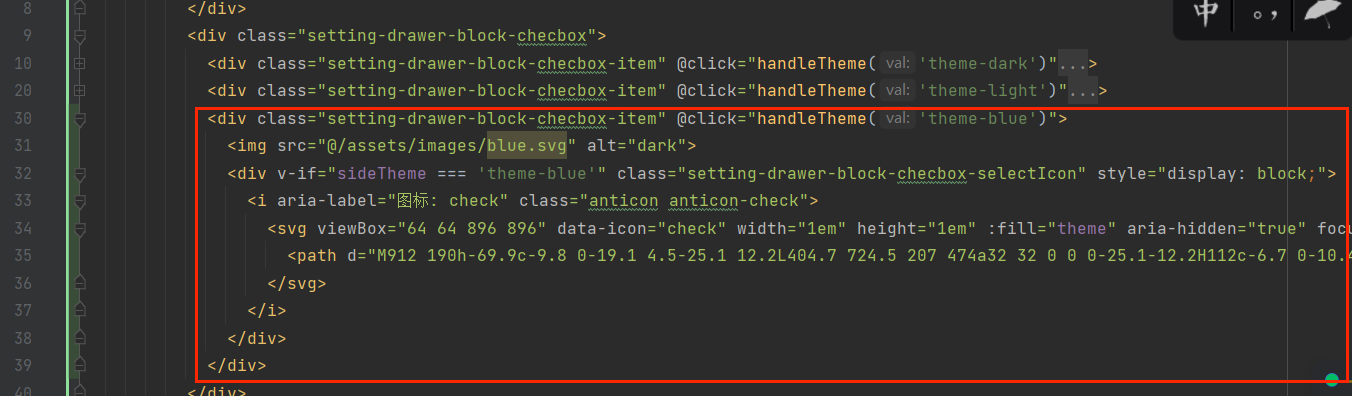 中 。，
8 </div>
9 <div class="setting-drawer-block-checbox">
10 <div class="setting-drawer-block-checbox-item" @click="handleTheme( val: 'theme-dark')"...>
20 <div class="setting-drawer-block-checbox-item" @click="handleTheme( val: 'theme-light')"...>
30 <div class="setting-drawer-block-checbox-item" @click="handleTheme( val: 'theme-blue')">
31 <img src="@/assets/images/blue.svg" alt="dark">
32 <div v-if="sideTheme === 'theme-blue'" class="setting-drawer-block-checbox-selectIcon" style="display: block;">
33 <i aria-label="图标: check" class="anticon anticon-check">
34 <svg viewBox="64 64 896 896" data-icon="check" width="1em" height="1em" :fill="theme" aria-hidden="true" focu
35 <path d="M912 190h-69.9c-9.8 0-19.1 4.5-25.1 12.2L404.7 724.5 207 474a32 32 0 0 0-25.1-12.2H112c-6.7 0-10.4
36 </svg>
37 </i>
38 </div>
39 </div>
40 </div>